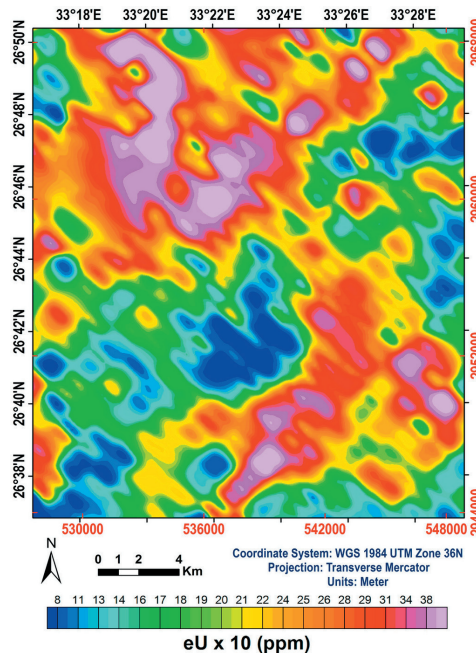 33°18'E 33°20'E 33°22'E 33°24'E 33°26'E 33°28'E
26°50'N
26°48'N
26°46'N
26°44'N
26°42'N
26°40'N
26°38'N
530000 536000 542000 548000
N
0 1 2 4
Km
Coordinate System: WGS 1984 UTM Zone 36N
Projection: Transverse Mercator
Units: Meter
8 11 13 14 16 17 18 19 20 21 22 24 25 26 28 29 31 34 38
eU x 10 (ppm)